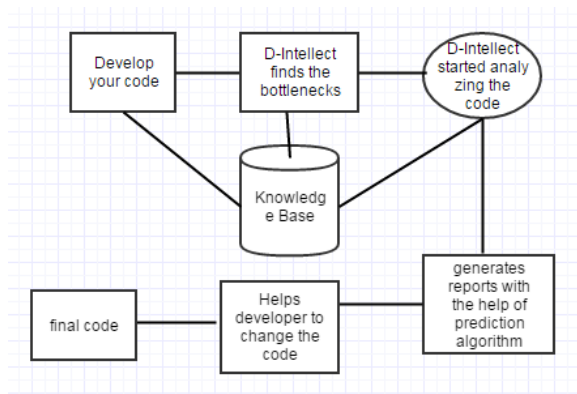 Develop
your code
D-Intellect
finds the
bottlenecks
D-Intellect
started analy
zing the
code
Knowledg
e Base
generates
reports with
the help of
prediction
algorithm
Helps
developer to
change the
code
final code